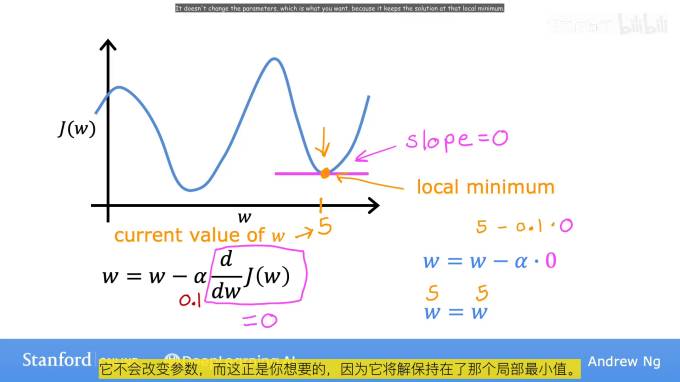 It doesn't change the parameters, which is what you want, because it keeps the solution at that local minimum.
bilibili
J(w)
slope=0
local minimum
w
5
current value of w →
5 - 0.1 · 0
w = w - α d/dw J(w)
w = w - α · 0
0.1
=0
5 5
w = w
Stanford
DeepLearning.AI
Andrew Ng
它不会改变参数，而这正是你想要的，因为它将解保持在了那个局部最小值。